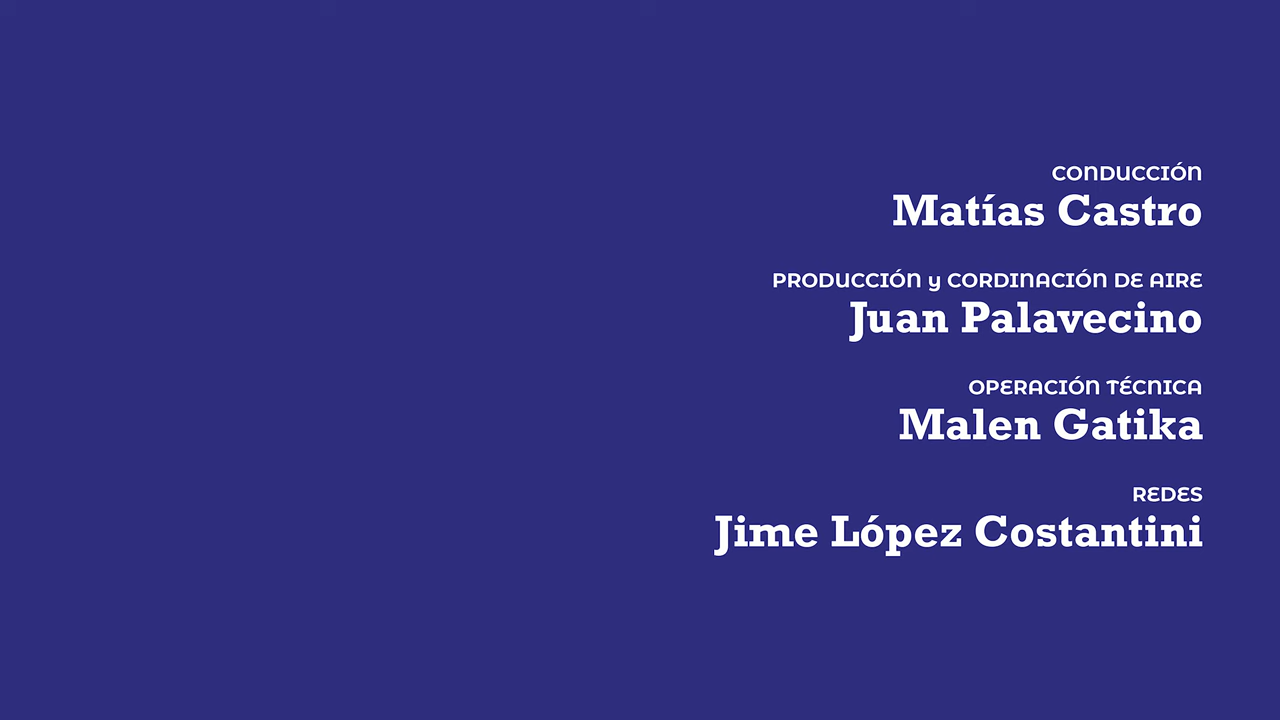 CONDUCCIÓN
Matías Castro
PRODUCCIÓN y CORDINACIÓN DE AIRE
Juan Palavecino
OPERACIÓN TÉCNICA
Malen Gatika
REDES
Jime López Costantini